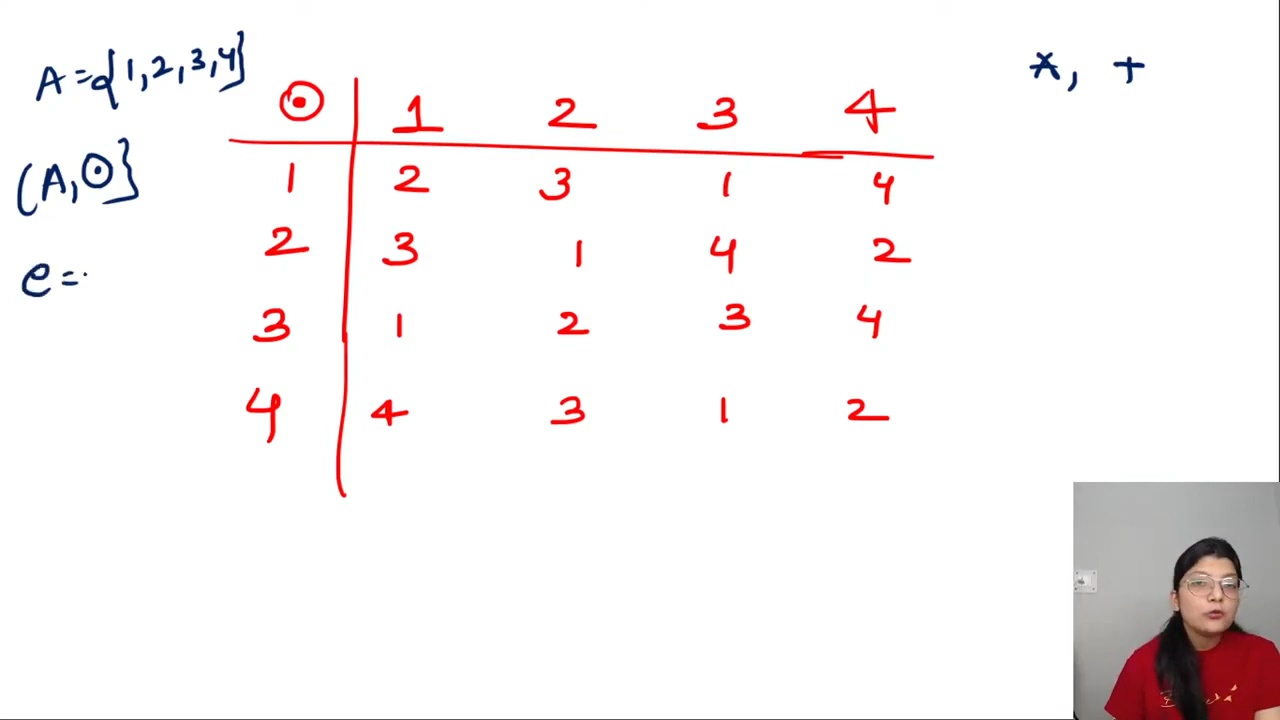 A={1,2,3,4}
*, +
⊙ 1 2 3 4
(A,⊙}
1 2 3 1 4
2 3 1 4 2
e=
3 1 2 3 4
4 4 3 1 2